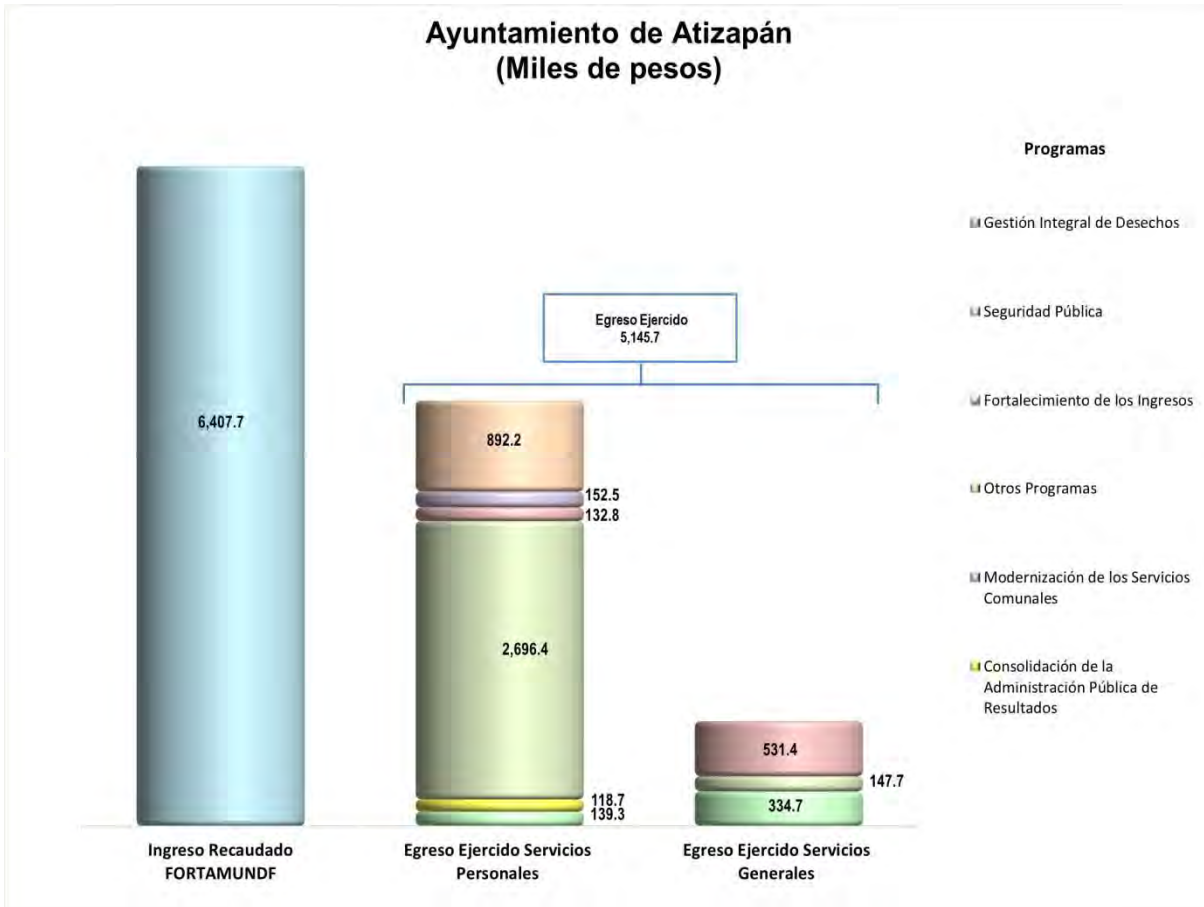 Ayuntamiento de Atizapán
(Miles de pesos)
Programas
Gestión Integral de Desechos
Seguridad Pública
Fortalecimiento de los Ingresos
Otros Programas
Modernización de los Servicios
Comunales
Consolidación de la
Administración Pública de
Resultados
Egreso Ejercido
5,145.7
6,407.7
892.2
152.5
132.8
2,696.4
118.7
139.3
531.4
147.7
334.7
Ingreso Recaudado
FORTAMUNDF
Egreso Ejercido Servicios
Personales
Egreso Ejercido Servicios
Generales